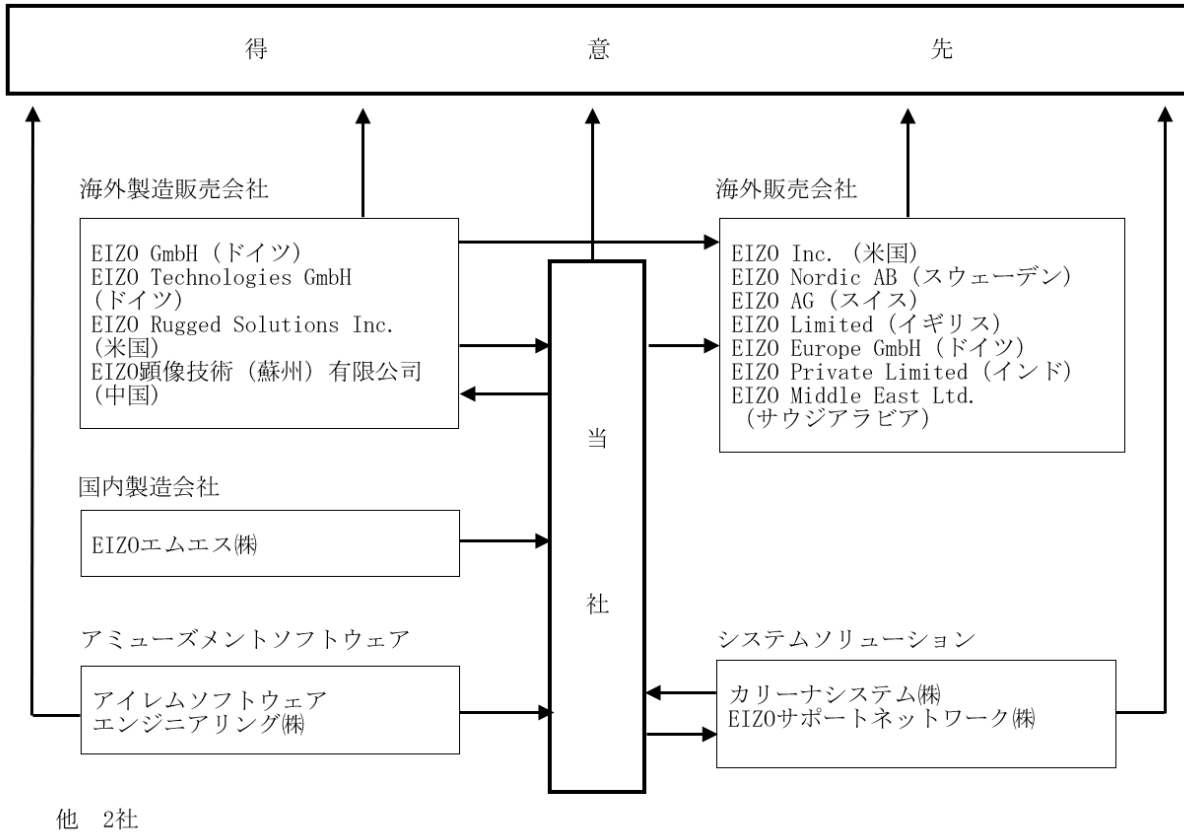 得意先
海外製造販売会社
EIZO GmbH (ドイツ)
EIZO Technologies GmbH
(ドイツ)
EIZO Rugged Solutions Inc.
(米国)
EIZO顕像技術（蘇州）有限公司
(中国)
海外販売会社
EIZO Inc. (米国)
EIZO Nordic AB (スウェーデン)
EIZO AG (スイス)
EIZO Limited (イギリス)
EIZO Europe GmbH (ドイツ)
EIZO Private Limited (インド)
EIZO Middle East Ltd.
(サウジアラビア)
当社
国内製造会社
EIZOエムエス㈱
アミューズメントソフトウェア
アイレムソフトウェア
エンジニアリング㈱
システムソリューション
カリーナシステム㈱
EIZOサポートネットワーク㈱
他　2社